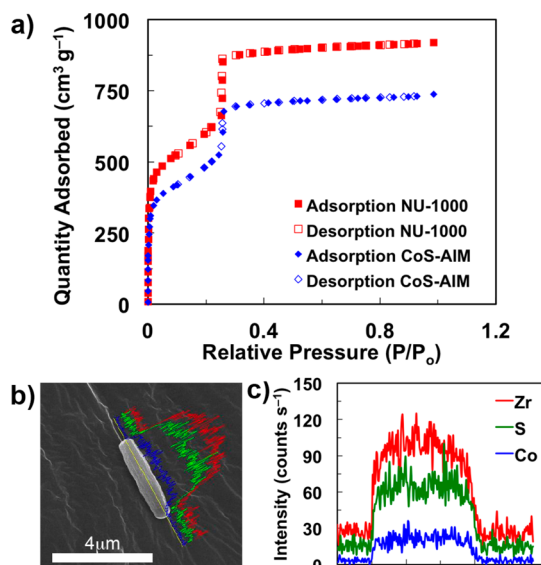 a)
Quantity Adsorbed (cm³ g⁻¹)
1000
750
500
250
0
Adsorption NU-1000
Desorption NU-1000
Adsorption CoS-AIM
Desorption CoS-AIM
0
0.4
0.8
1.2
Relative Pressure (P/Pₒ)
b)
4μm
c)
Intensity (counts s⁻¹)
150
120
90
60
30
0
Zr
S
Co